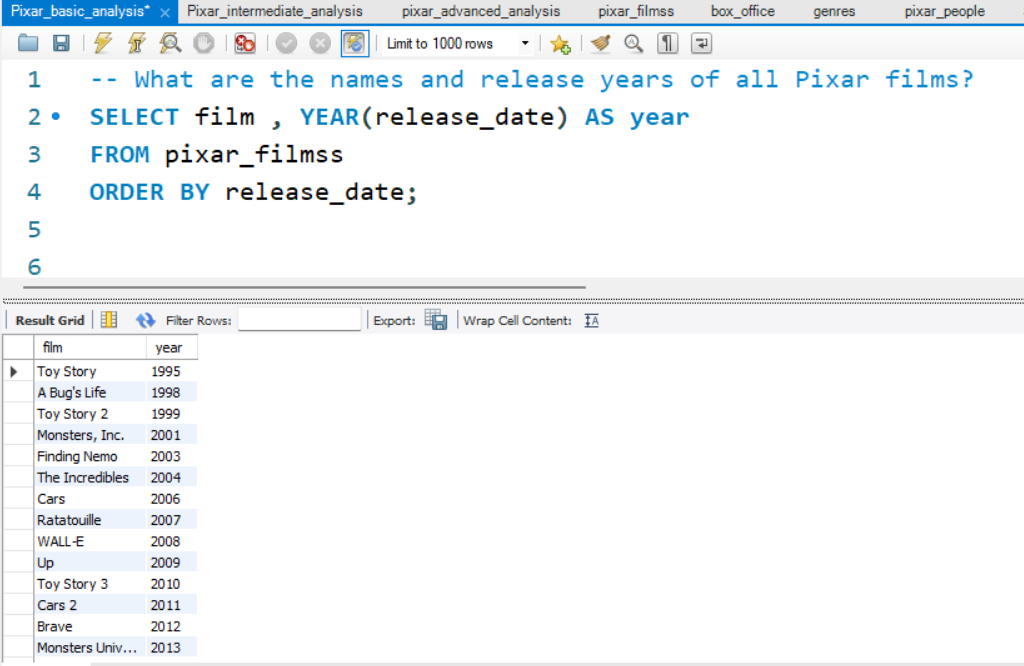 Pixar_basic_analysis* Pixar_intermediate_analysis pixar_advanced_analysis pixar_filmss box_office genres pixar_people
Limit to 1000 rows
1 -- What are the names and release years of all Pixar films?
2 SELECT film , YEAR(release_date) AS year
3 FROM pixar_filmss
4 ORDER BY release_date;
5
6
Result Grid Filter Rows: Export: Wrap Cell Content: IA
film year
Toy Story 1995
A Bug's Life 1998
Toy Story 2 1999
Monsters, Inc. 2001
Finding Nemo 2003
The Incredibles 2004
Cars 2006
Ratatouille 2007
WALL-E 2008
Up 2009
Toy Story 3 2010
Cars 2 2011
Brave 2012
Monsters Univ... 2013